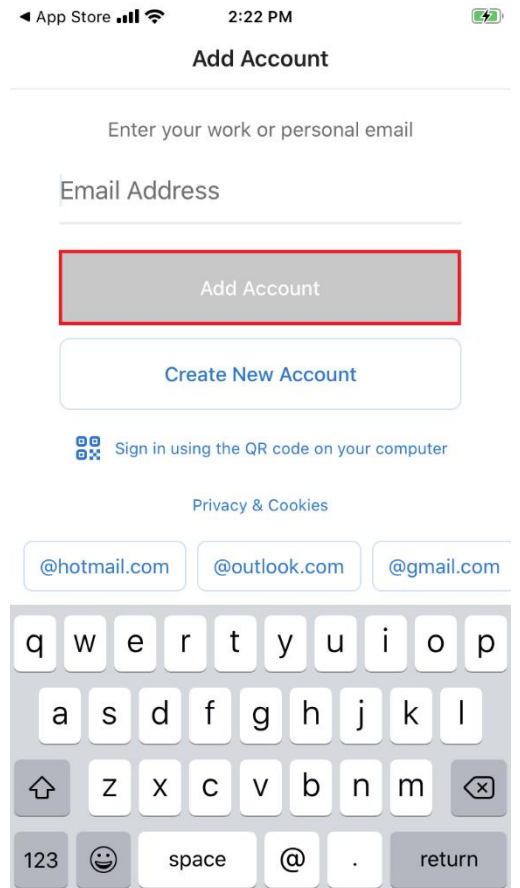 ◀ App Store 2:22 PM
Add Account
Enter your work or personal email
Email Address
Add Account
Create New Account
Sign in using the QR code on your computer
Privacy & Cookies
@hotmail.com @outlook.com @gmail.com
q w e r t y u i o p
a s d f g h j k l
z x c v b n m
123 space @ . return